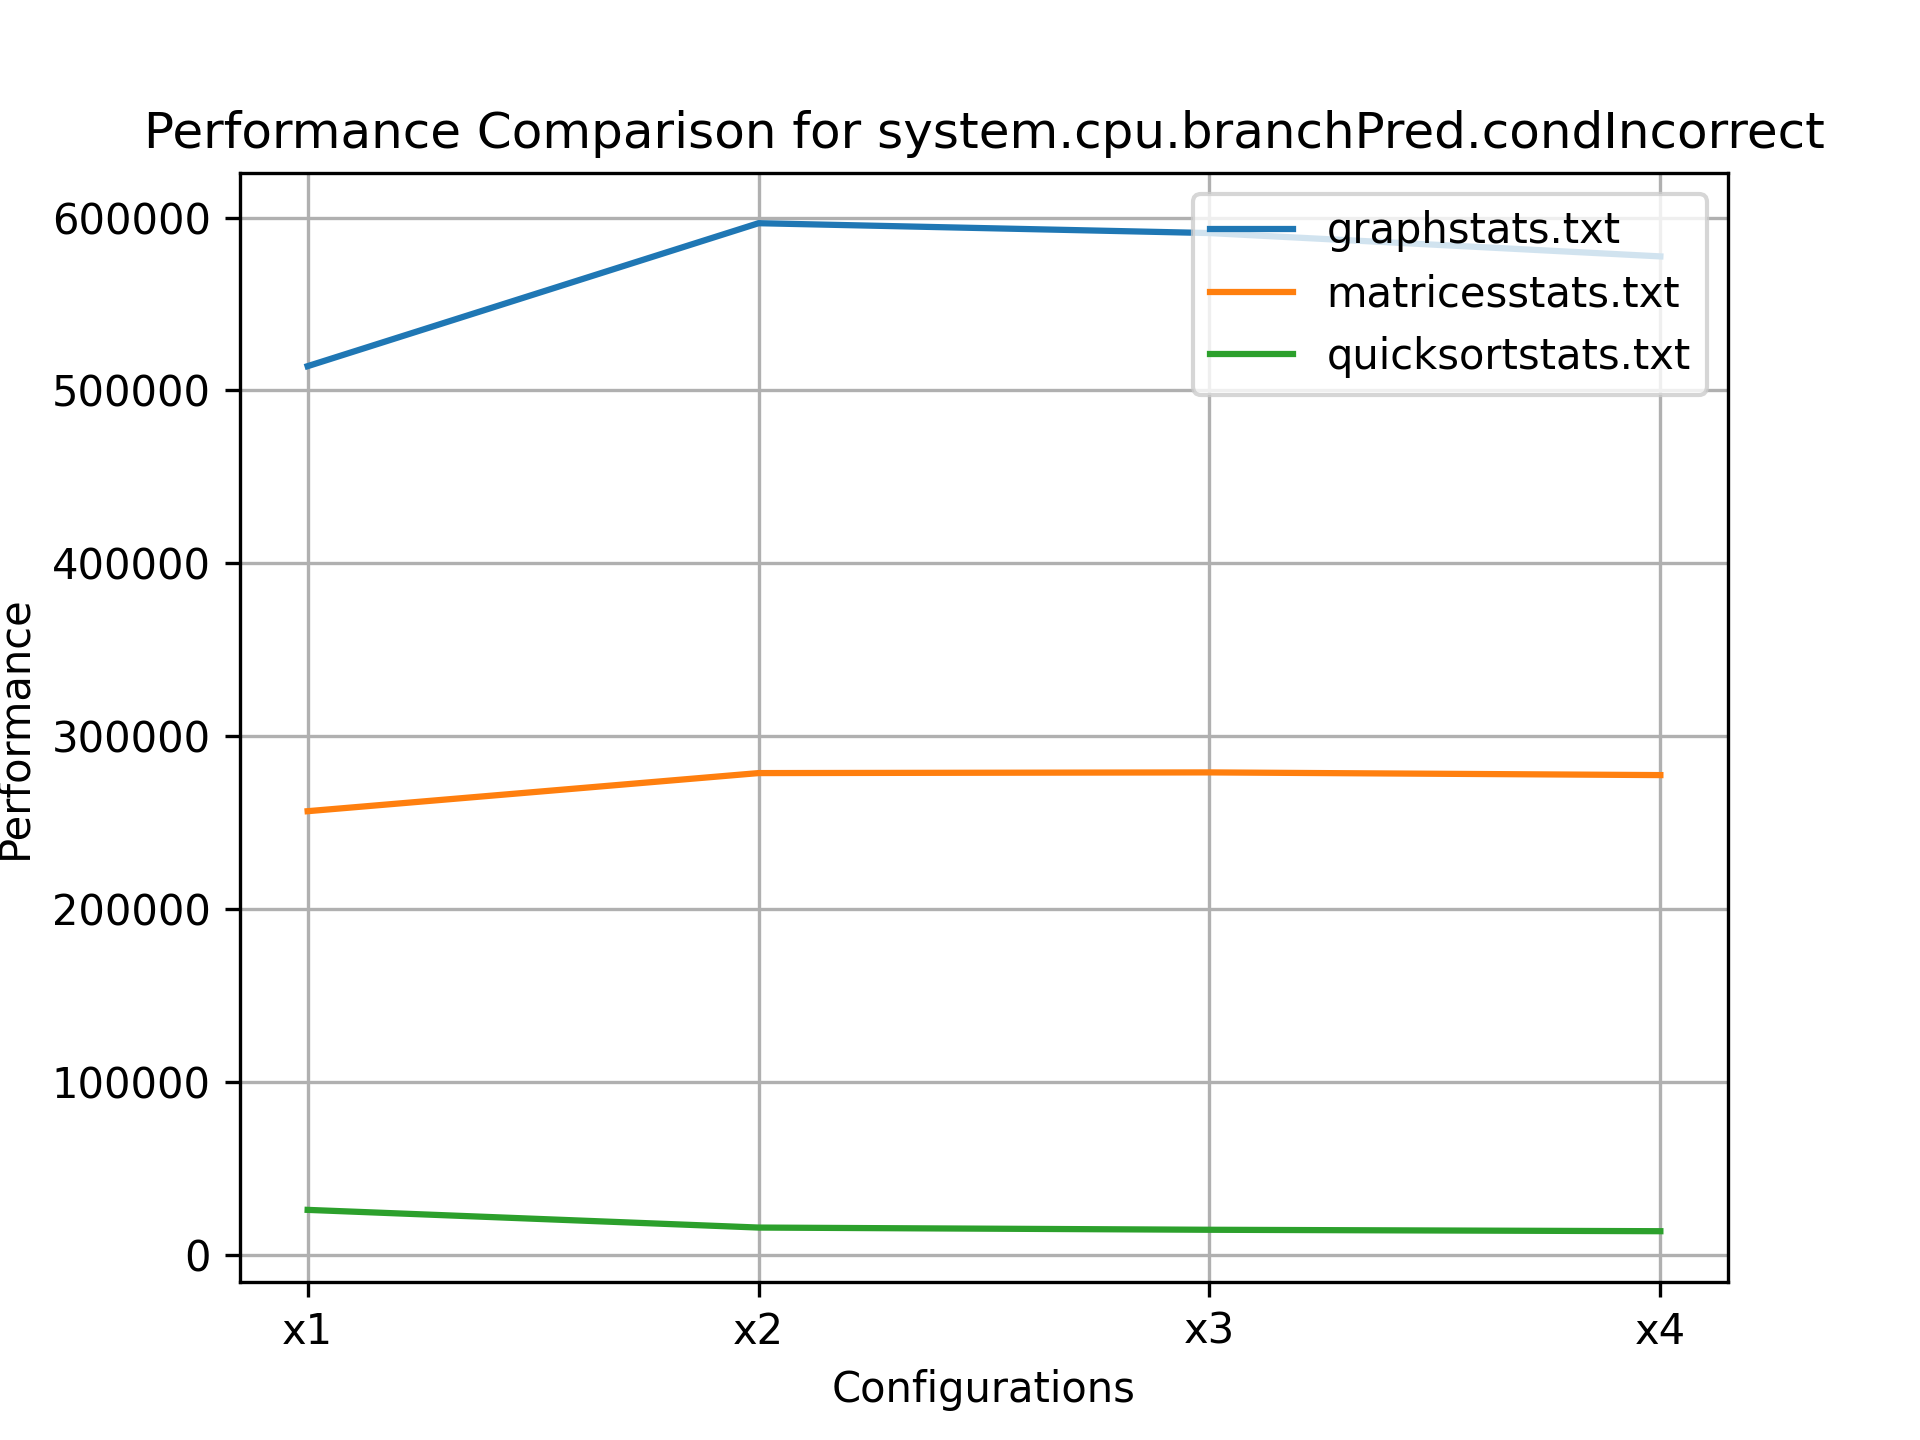 Performance Comparison for system.cpu.branchPred.condIncorrect
graphstats.txt
matricesstats.txt
quicksortstats.txt
600000
500000
400000
300000
200000
100000
0
Performance
x1 x2 x3 x4
Configurations